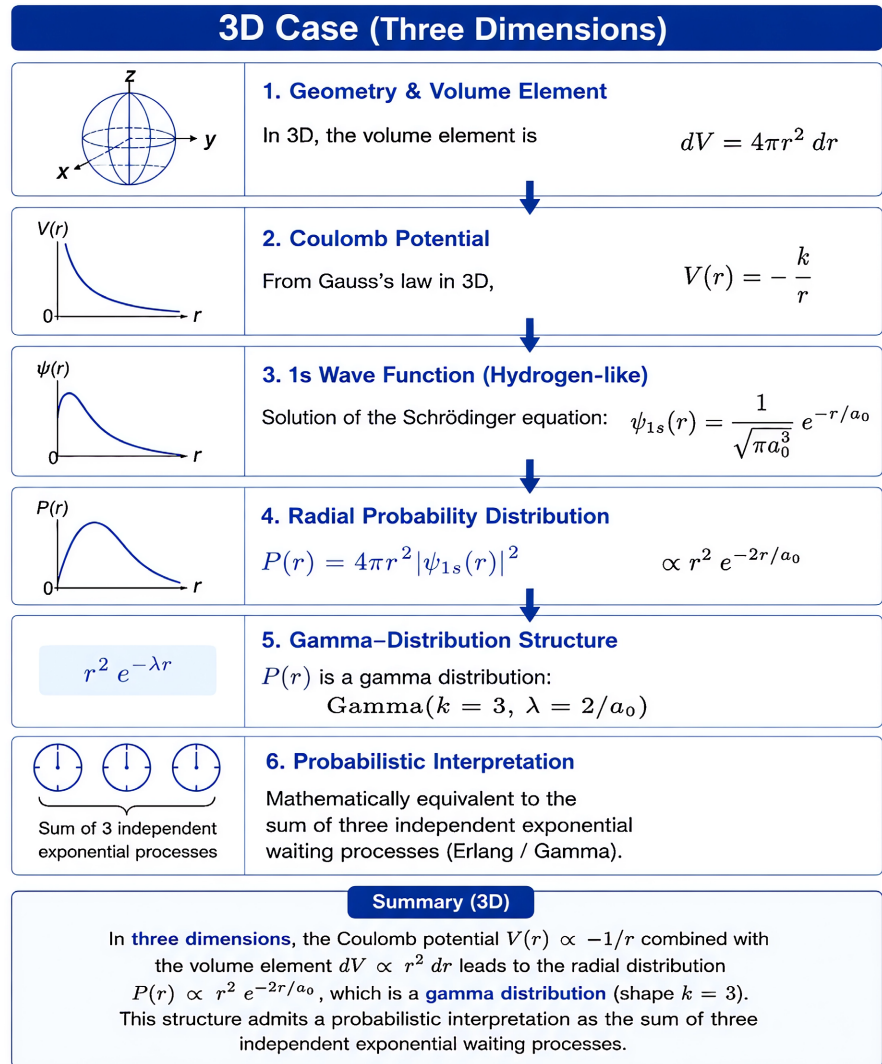 3D Case (Three Dimensions)
z
y
x
1. Geometry & Volume Element
In 3D, the volume element is
dV = 4πr² dr
V(r)
0
r
2. Coulomb Potential
From Gauss's law in 3D,
V(r) = − k/r
ψ(r)
0
r
3. 1s Wave Function (Hydrogen-like)
Solution of the Schrödinger equation:
ψ₁ₛ(r) = 1/√(πa₀³) e^(−r/a₀)
P(r)
0
r
4. Radial Probability Distribution
P(r) = 4πr²|ψ₁ₛ(r)|²
∝ r² e^(−2r/a₀)
r² e^(−λr)
5. Gamma–Distribution Structure
P(r) is a gamma distribution:
Gamma(k = 3, λ = 2/a₀)
Sum of 3 independent
exponential processes
6. Probabilistic Interpretation
Mathematically equivalent to the
sum of three independent exponential
waiting processes (Erlang / Gamma).
Summary (3D)
In three dimensions, the Coulomb potential V(r) ∝ −1/r combined with
the volume element dV ∝ r² dr leads to the radial distribution
P(r) ∝ r² e^(−2r/a₀), which is a gamma distribution (shape k = 3).
This structure admits a probabilistic interpretation as the sum of three
independent exponential waiting processes.